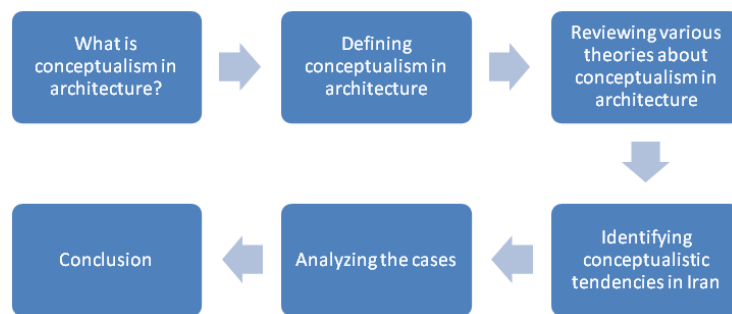 What is
conceptualism in
architecture?
Defining
conceptualism in
architecture
Reviewing various
theories about
conceptualism in
architecture
Identifying
conceptualistic
tendencies in Iran
Analyzing the cases
Conclusion